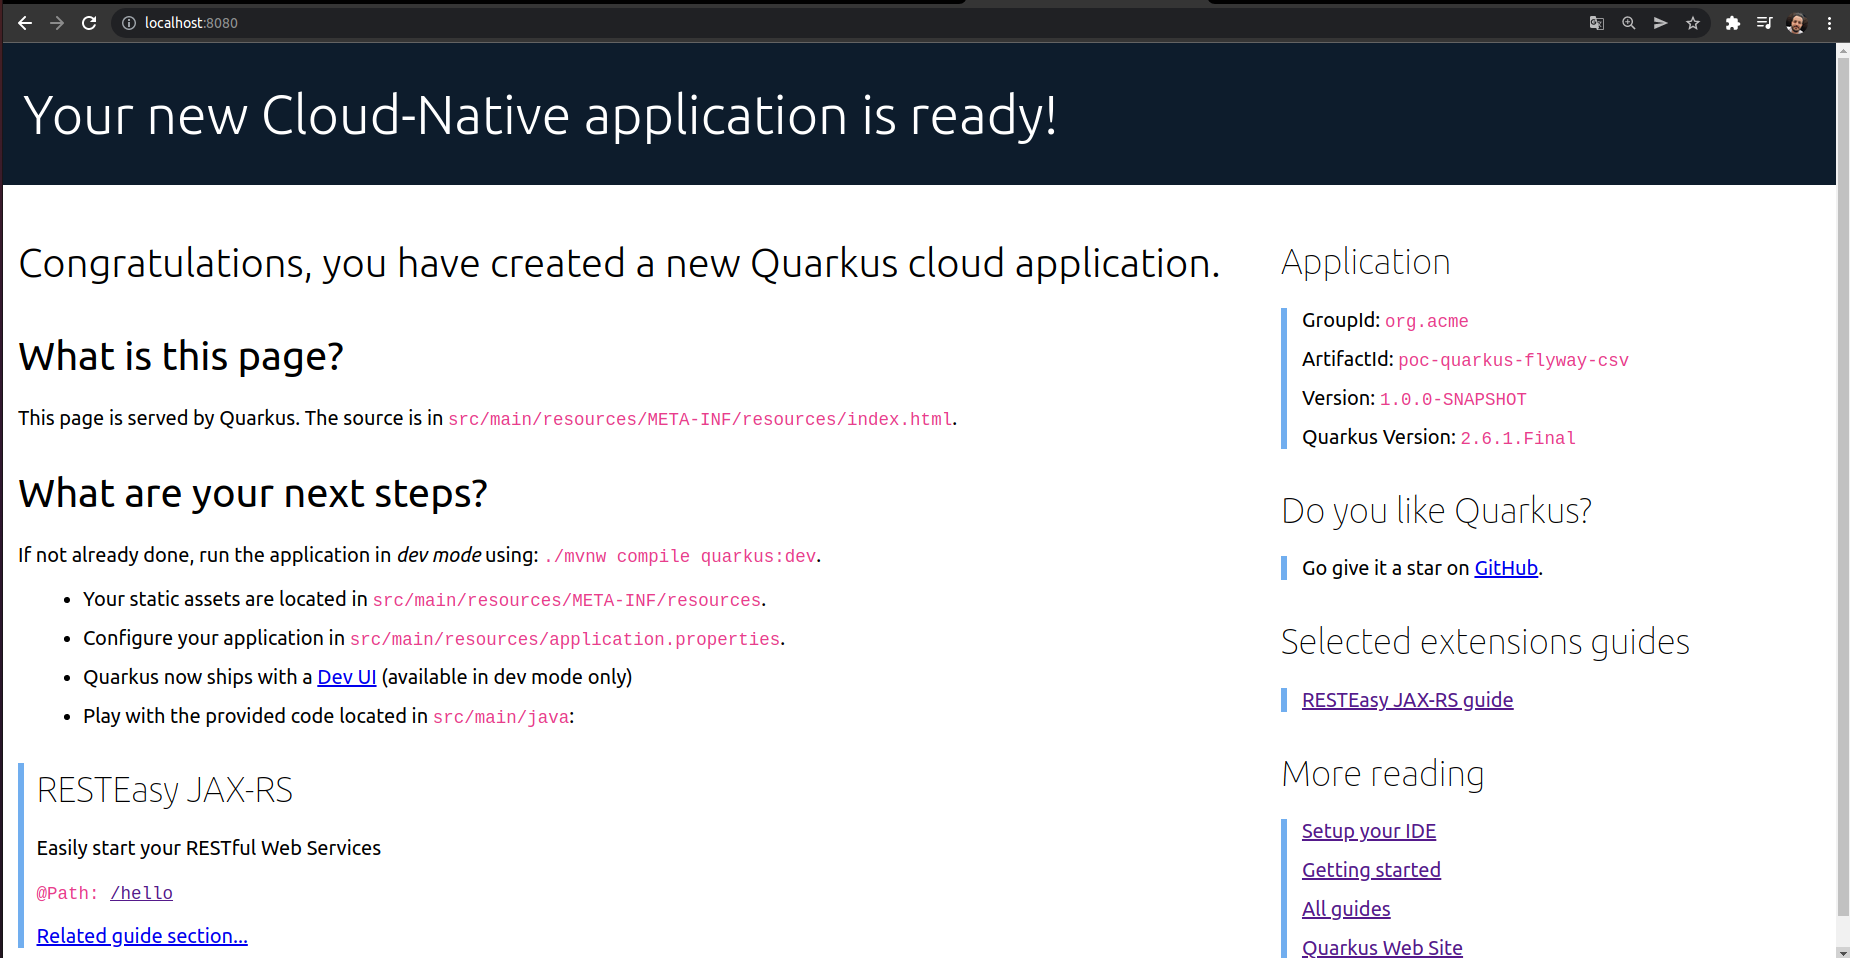 localhost:8080
Your new Cloud-Native application is ready!
Congratulations, you have created a new Quarkus cloud application.
What is this page?
This page is served by Quarkus. The source is in src/main/resources/META-INF/resources/index.html.
What are your next steps?
If not already done, run the application in dev mode using: ./mvnw compile quarkus:dev.
• Your static assets are located in src/main/resources/META-INF/resources.
• Configure your application in src/main/resources/application.properties.
• Quarkus now ships with a Dev UI (available in dev mode only)
• Play with the provided code located in src/main/java:
RESTEasy JAX-RS
Easily start your RESTful Web Services
@Path: /hello
Related guide section...
Application
GroupId: org.acme
ArtifactId: poc-quarkus-flyway-csv
Version: 1.0.0-SNAPSHOT
Quarkus Version: 2.6.1.Final
Do you like Quarkus?
Go give it a star on GitHub.
Selected extensions guides
RESTEasy JAX-RS guide
More reading
Setup your IDE
Getting started
All guides
Quarkus Web Site